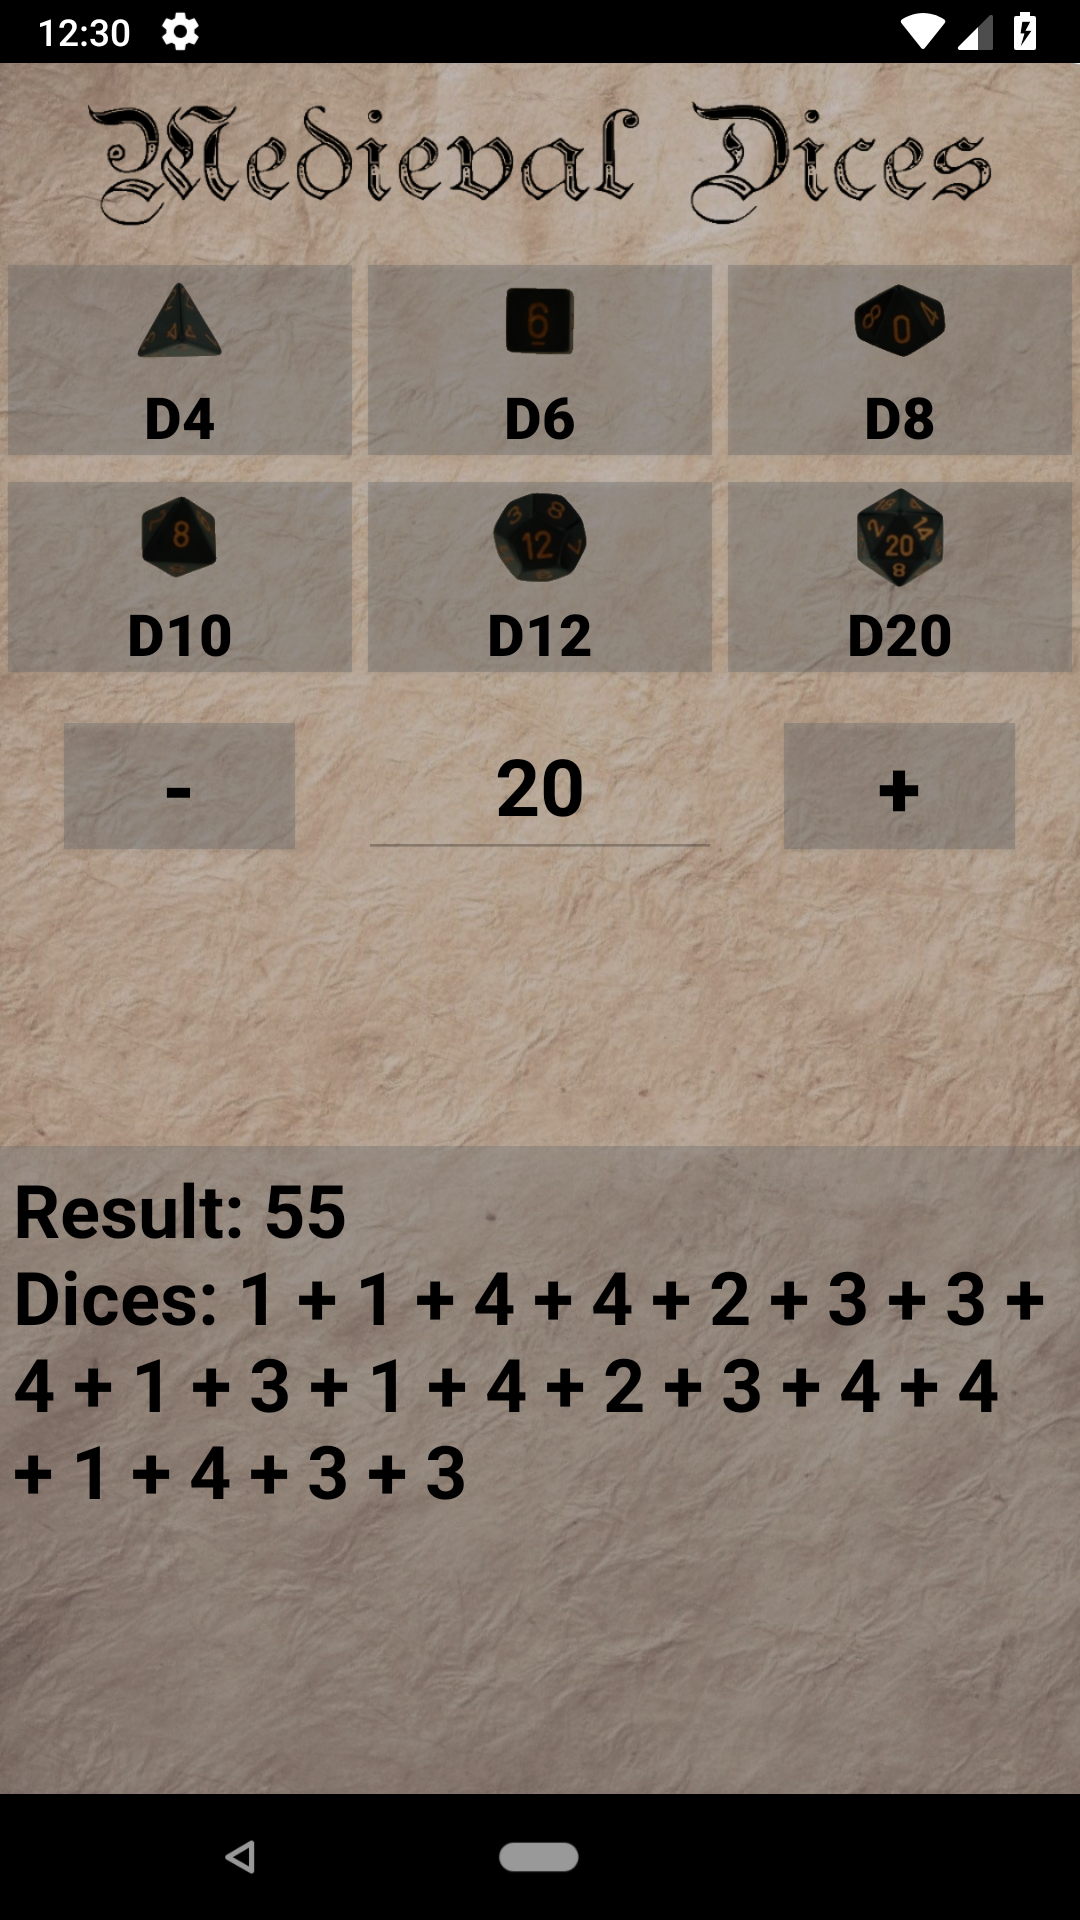 12:30
Medieval Dices
D4 D6 D8
D10 D12 D20
- 20 +
Result: 55
Dices: 1 + 1 + 4 + 4 + 2 + 3 + 3 +
4 + 1 + 3 + 1 + 4 + 2 + 3 + 4 + 4
+ 1 + 4 + 3 + 3